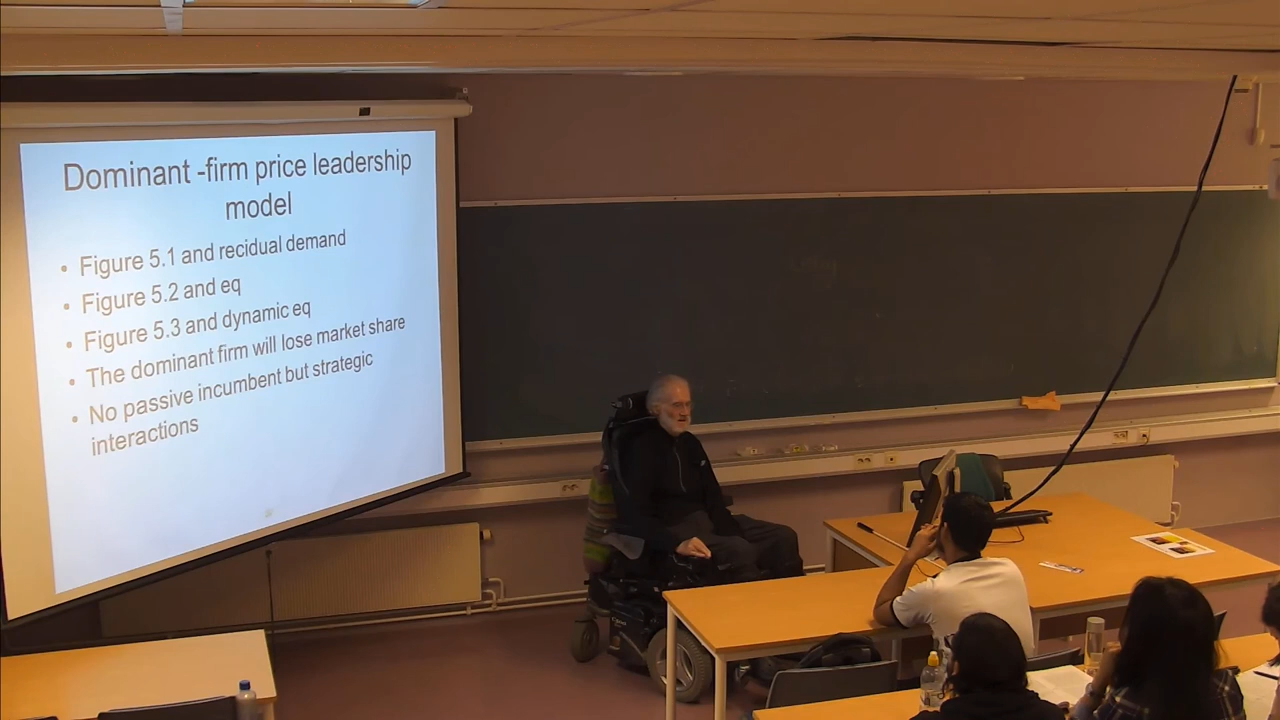 Dominant -firm price leadership
model
• Figure 5.1 and recidual demand
• Figure 5.2 and eq
• Figure 5.3 and dynamic eq
• The dominant firm will lose market share
• No passive incumbent but strategic
interactions